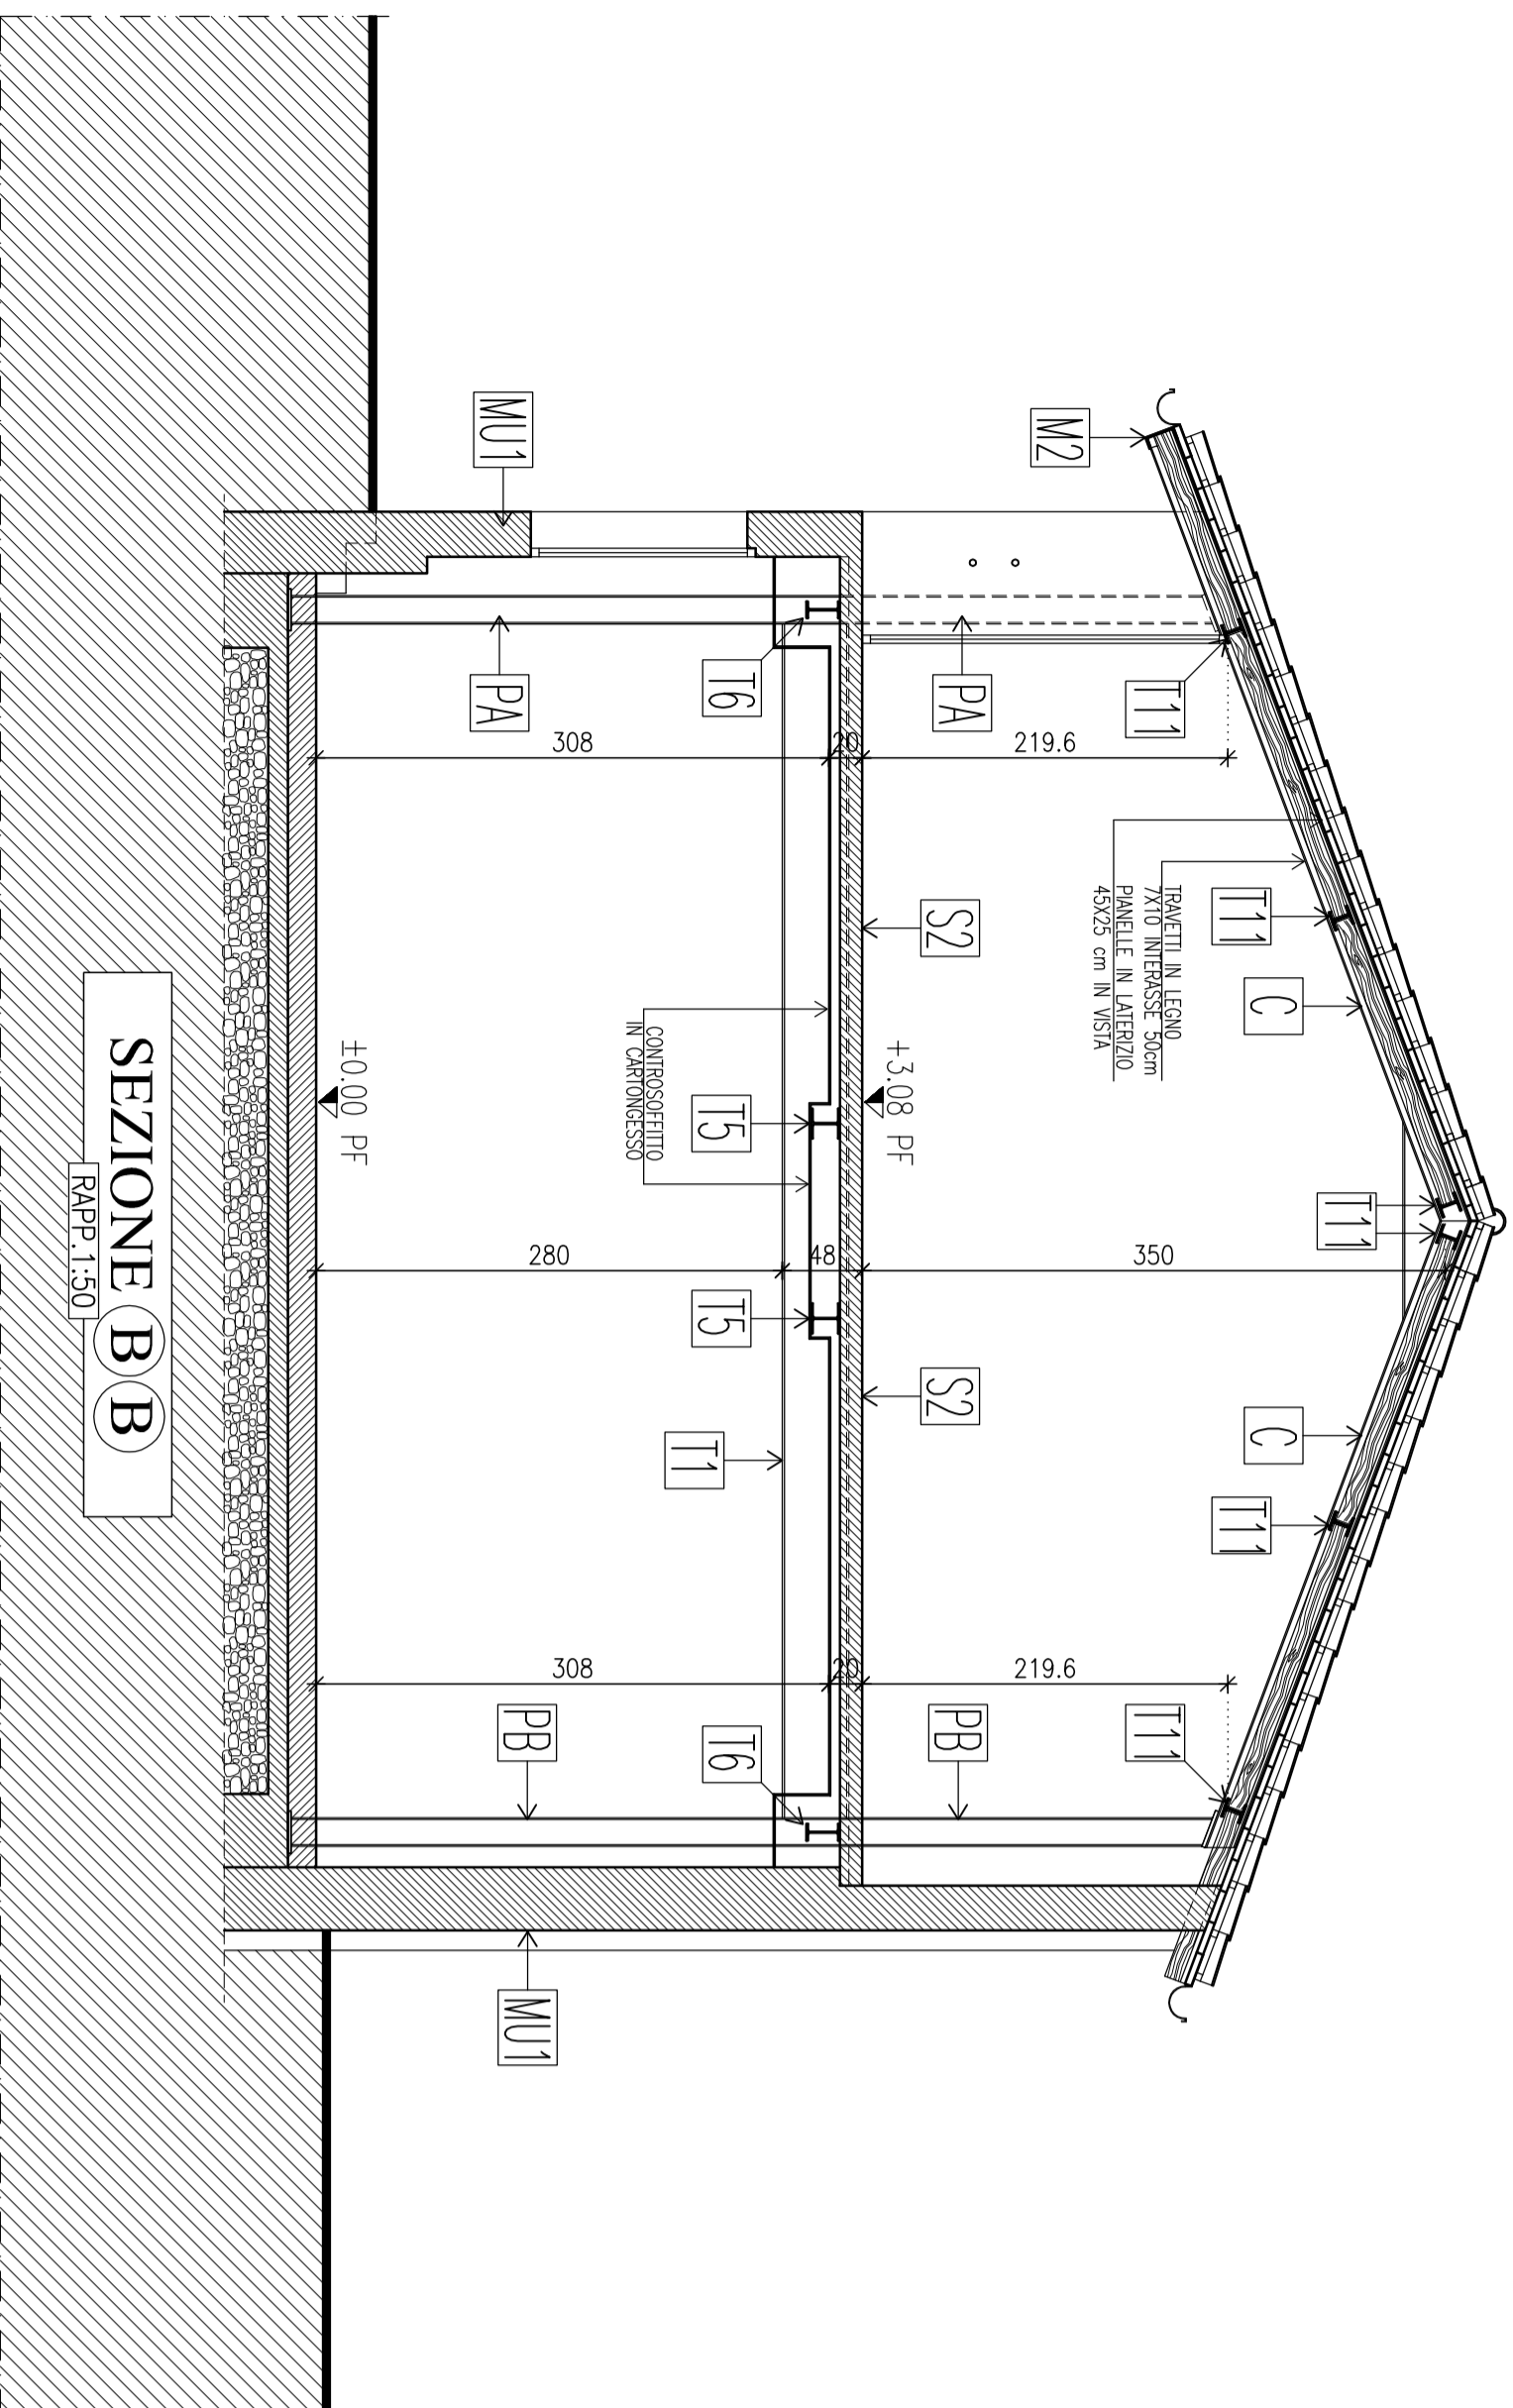 T11
C
C
T11
T11
T11
T11
TRAVETTI IN LEGNO
7X10 INTERASSE 50cm
PIANELLE IN LATERIZIO
45X25 cm IN VISTA
350
M2
219.6
219.6
PA
PB
S2
S2
+3.08 PF
20
48
20
T6
T5
T5
T6
T1
CONTROSOFFITTO
IN CARTONGESSO
308
280
308
MU1
PA
PB
MU1
±0.00 PF
SEZIONE B B
RAPP.1:50